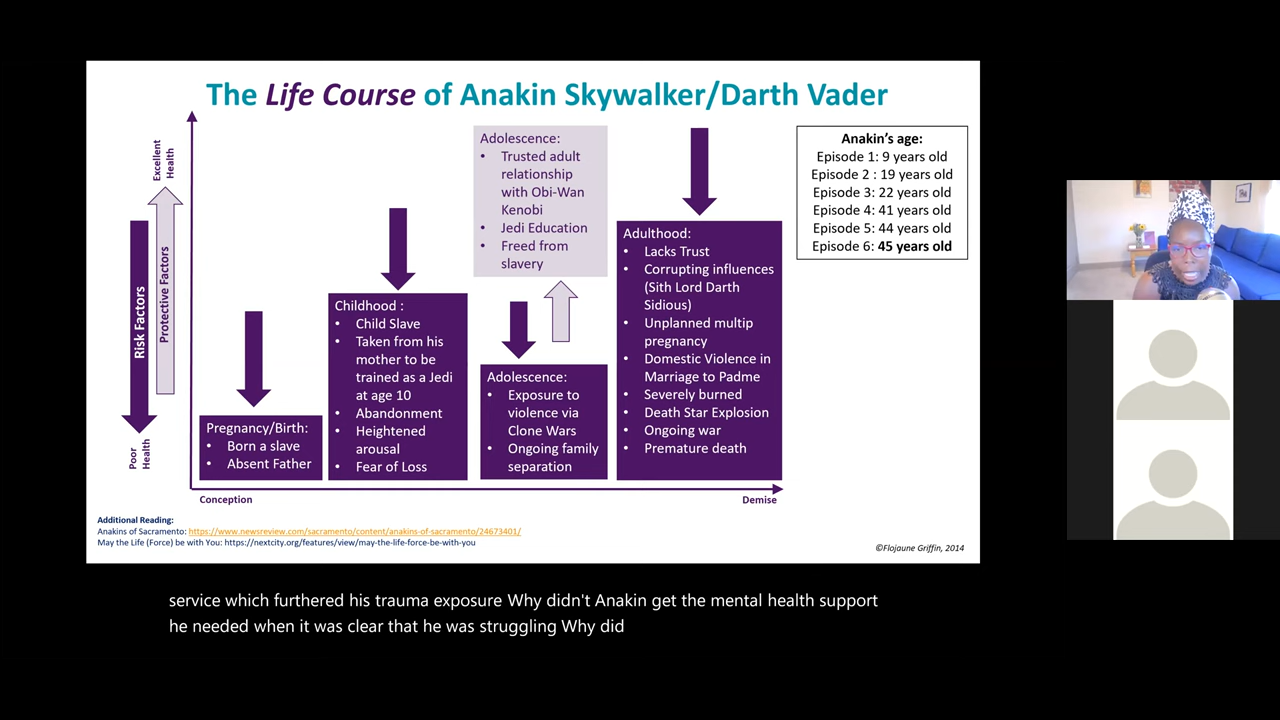 The Life Course of Anakin Skywalker/Darth Vader
Excellent
Health
Risk Factors
Protective Factors
Poor
Health
Pregnancy/Birth:
• Born a slave
• Absent Father
Childhood :
• Child Slave
• Taken from his
mother to be
trained as a Jedi
at age 10
• Abandonment
• Heightened
arousal
• Fear of Loss
Adolescence:
• Trusted adult
relationship
with Obi-Wan
Kenobi
• Jedi Education
• Freed from
slavery
Adolescence:
• Exposure to
violence via
Clone Wars
• Ongoing family
separation
Adulthood:
• Lacks Trust
• Corrupting influences
(Sith Lord Darth
Sidious)
• Unplanned multip
pregnancy
• Domestic Violence in
Marriage to Padme
• Severely burned
• Death Star Explosion
• Ongoing war
• Premature death
Anakin's age:
Episode 1: 9 years old
Episode 2 : 19 years old
Episode 3: 22 years old
Episode 4: 41 years old
Episode 5: 44 years old
Episode 6: 45 years old
Conception
Demise
Additional Reading:
Anakins of Sacramento: https://www.newsreview.com/sacramento/content/anakins-of-sacramento/24673401/
May the Life (Force) be with You: https://nextcity.org/features/view/may-the-life-force-be-with-you
©Flojaune Griffin, 2014
service which furthered his trauma exposure Why didn't Anakin get the mental health support
he needed when it was clear that he was struggling Why did